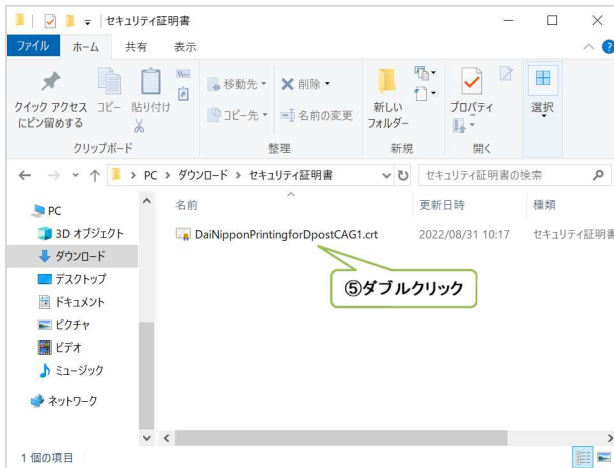 セキュリティ証明書
ファイル ホーム 共有 表示
クイック アクセス
にピン留めする
コピー
貼り付け
移動先
コピー先
削除
名前の変更
新しい
フォルダー
プロパティ
選択
クリップボード 整理 新規 開く
PC ダウンロード セキュリティ証明書
セキュリティ証明書の検索
名前 更新日時 種類
DaiNipponPrintingforDpostCAG1.crt 2022/08/31 10:17 セキュリティ証明書
⑤ダブルクリック
PC
3D オブジェクト
ダウンロード
デスクトップ
ドキュメント
ピクチャ
ビデオ
ミュージック
ネットワーク
1 個の項目